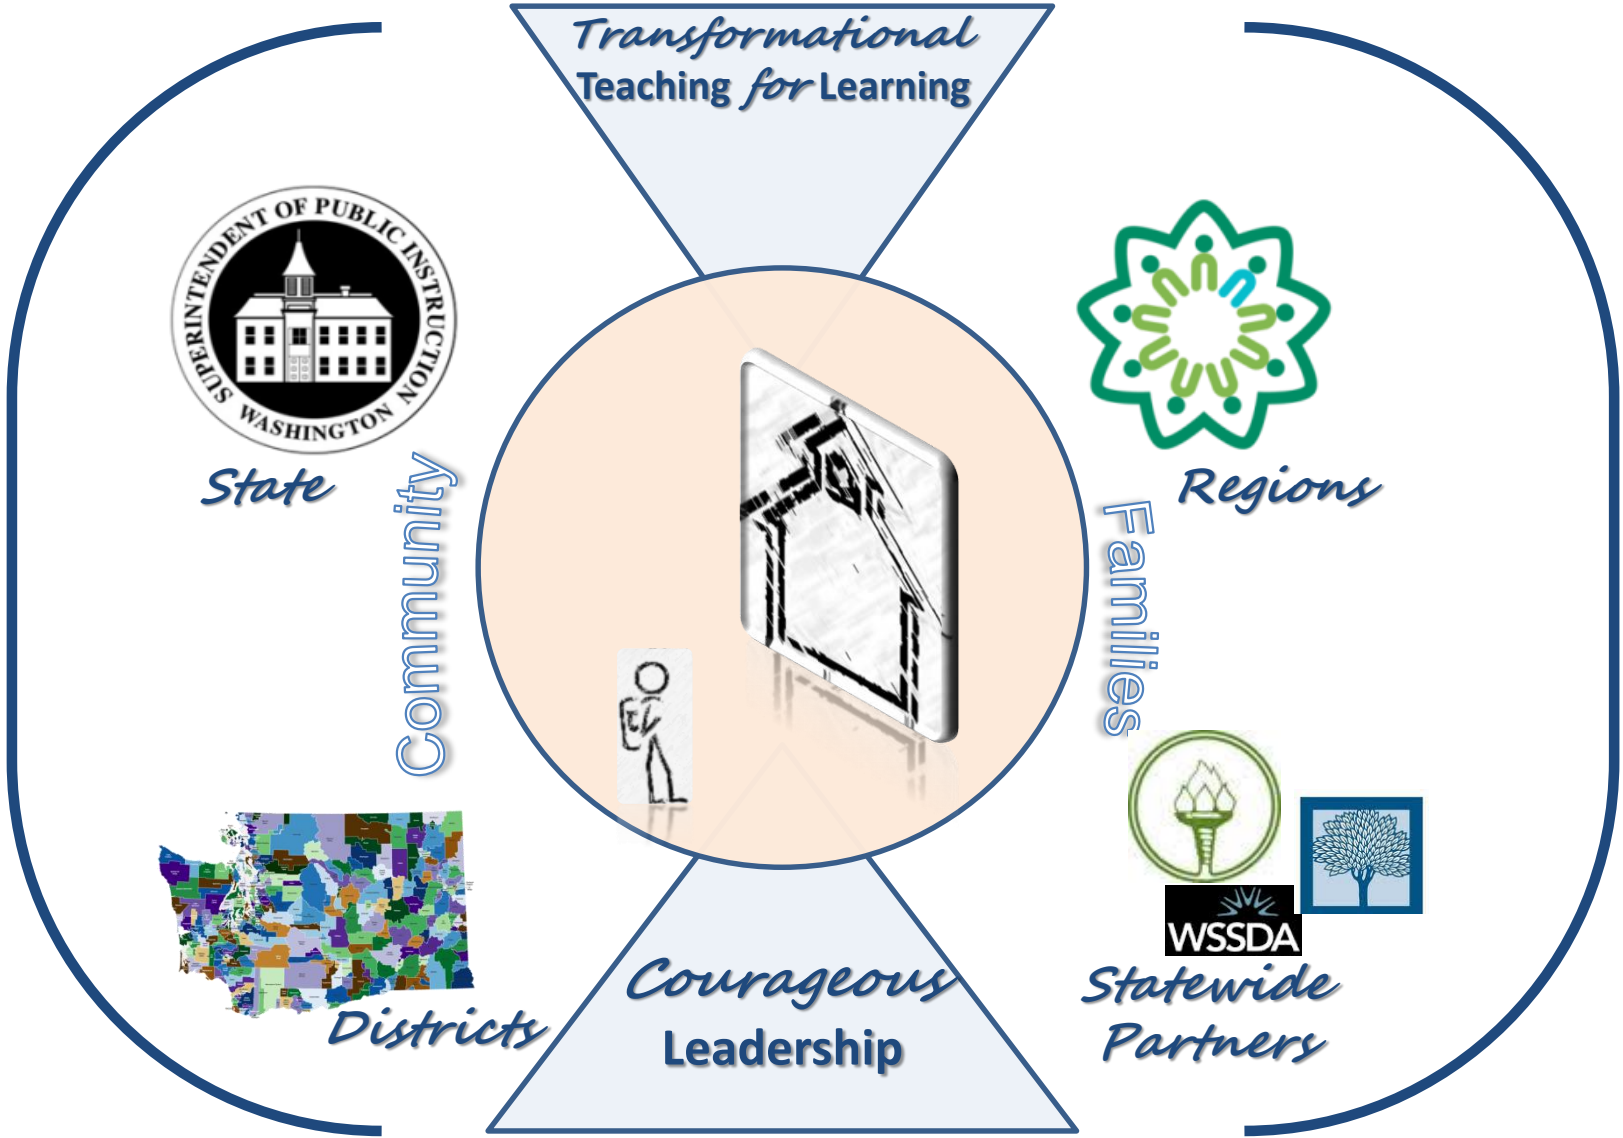 Transformational
Teaching for Learning
SUPERINTENDENT OF PUBLIC INSTRUCTION
WASHINGTON
State
Regions
Community
Families
WSSDA
Districts
Courageous
Leadership
Statewide
Partners